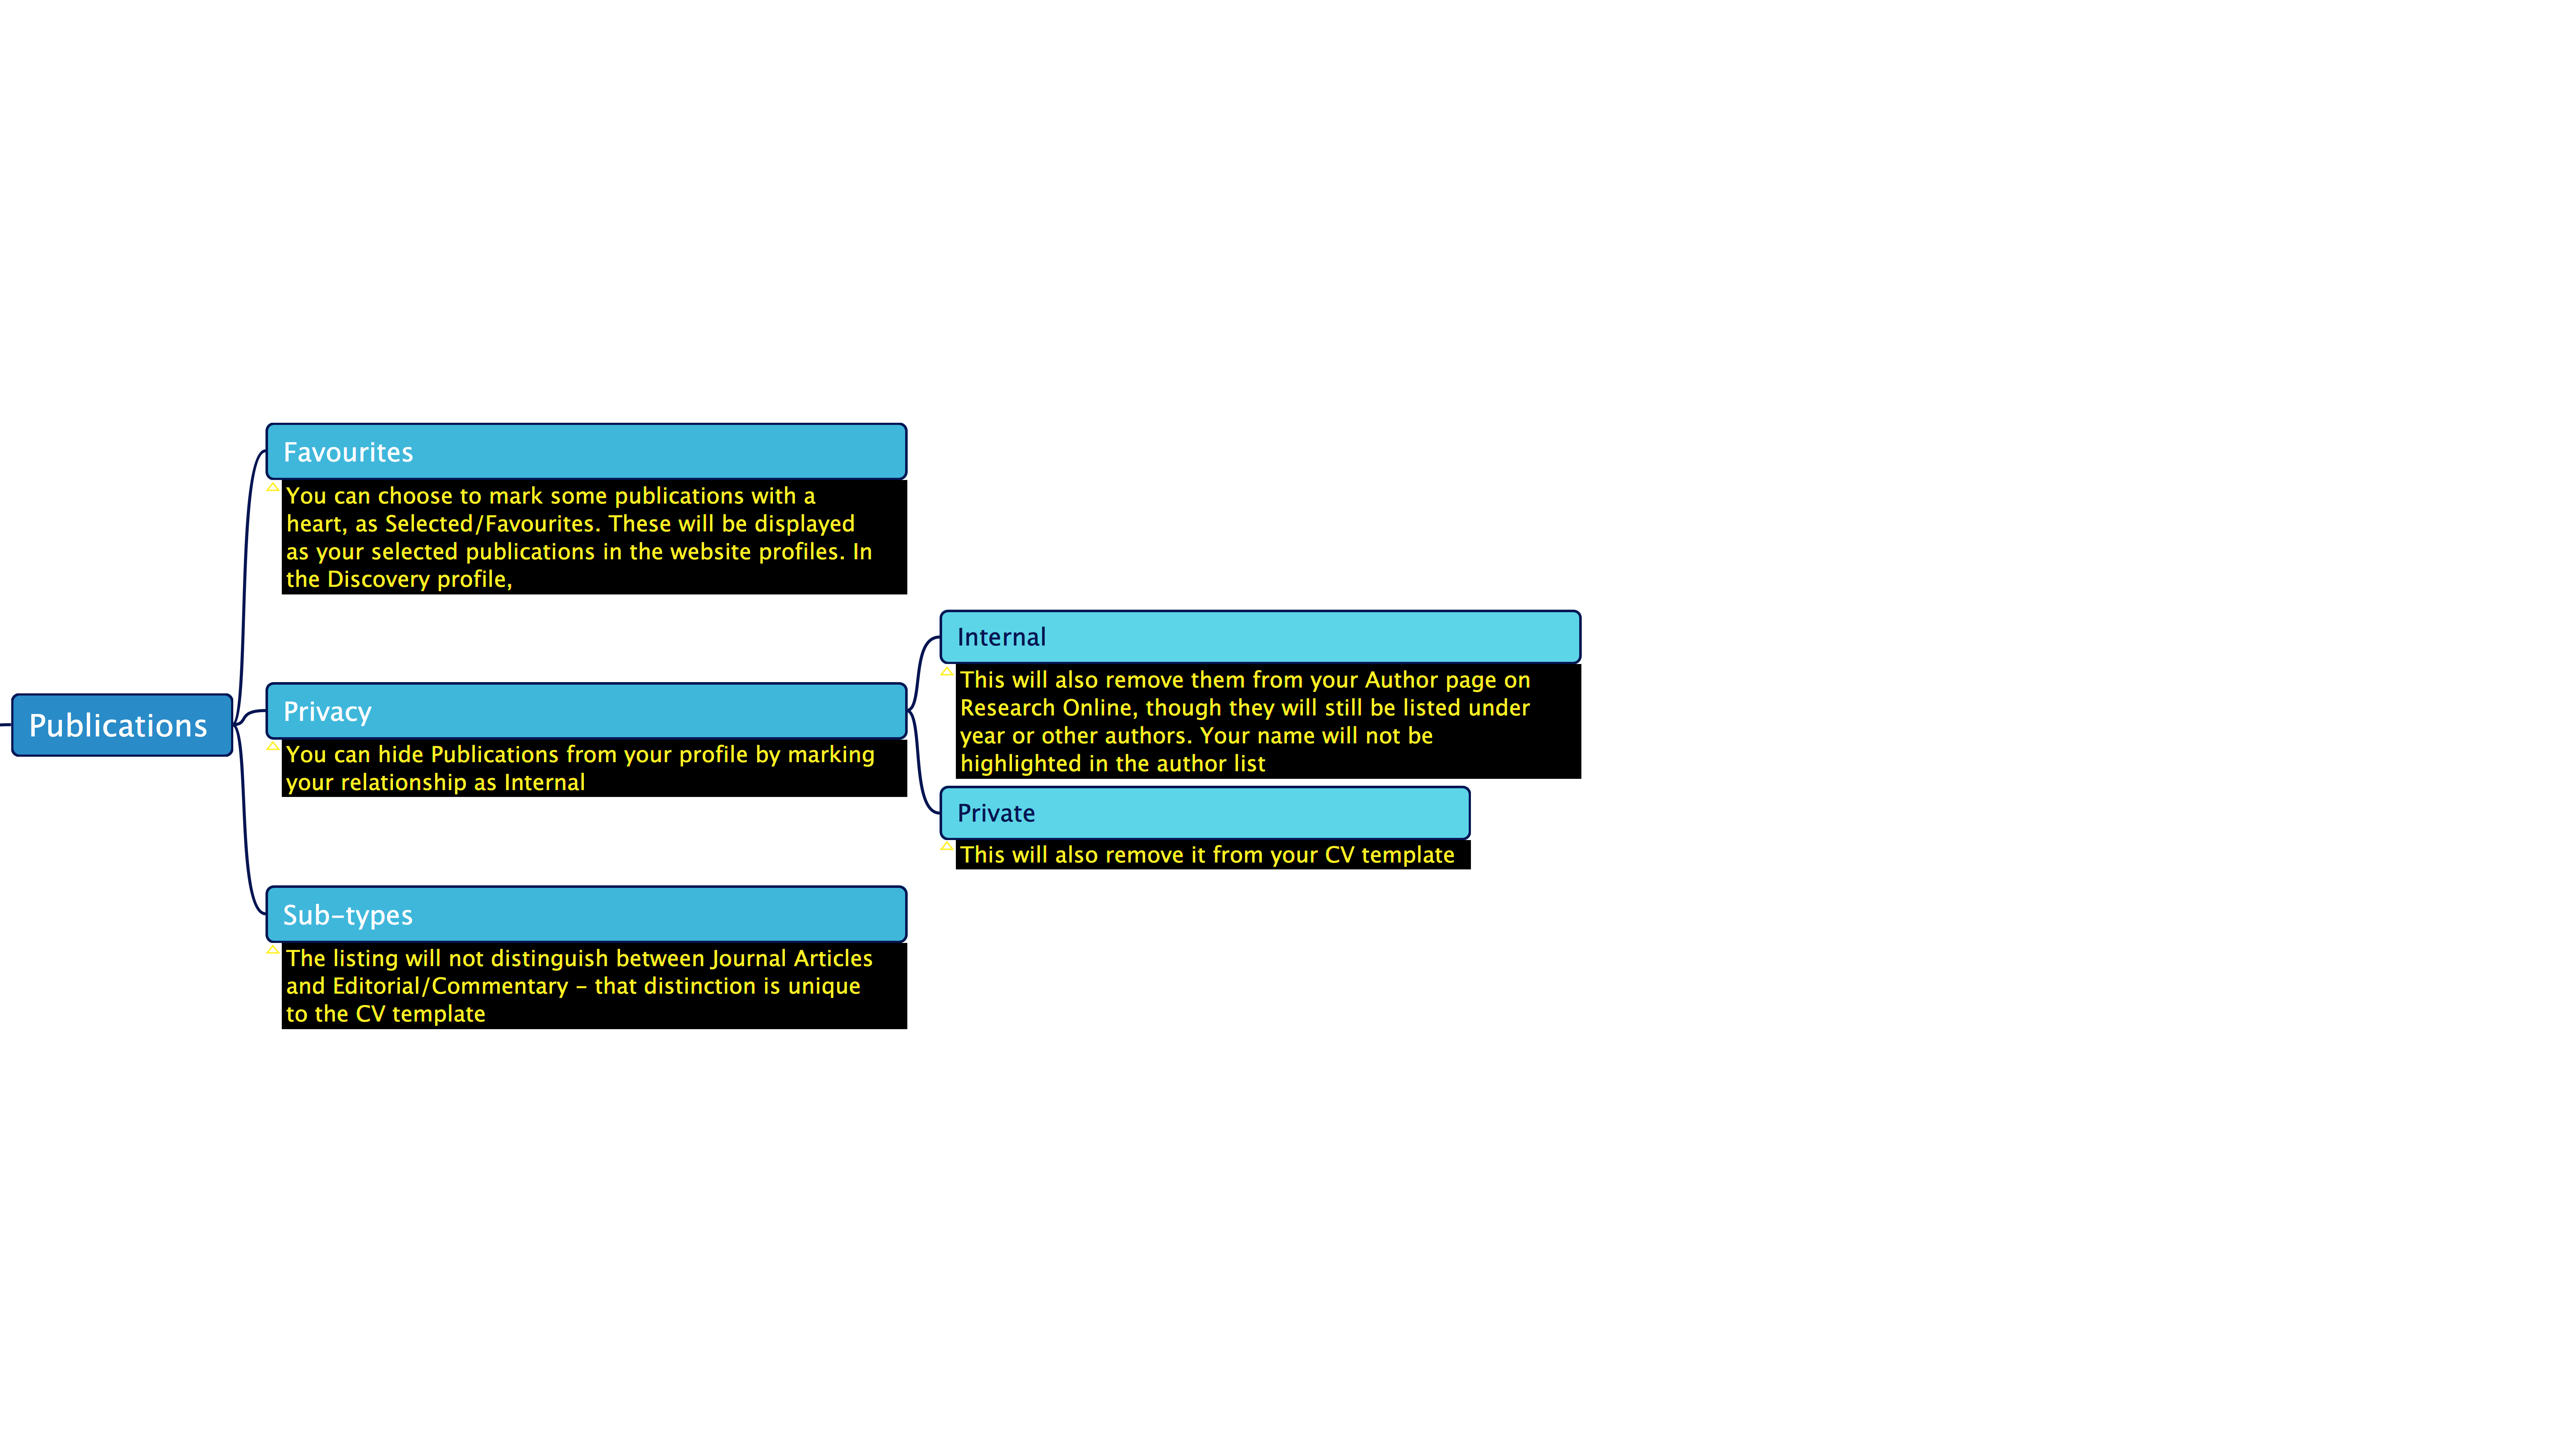 Publications
Favourites
You can choose to mark some publications with a
heart, as Selected/Favourites. These will be displayed
as your selected publications in the website profiles. In
the Discovery profile,
Privacy
You can hide Publications from your profile by marking
your relationship as Internal
Internal
This will also remove them from your Author page on
Research Online, though they will still be listed under
year or other authors. Your name will not be
highlighted in the author list
Private
This will also remove it from your CV template
Sub-types
The listing will not distinguish between Journal Articles
and Editorial/Commentary - that distinction is unique
to the CV template